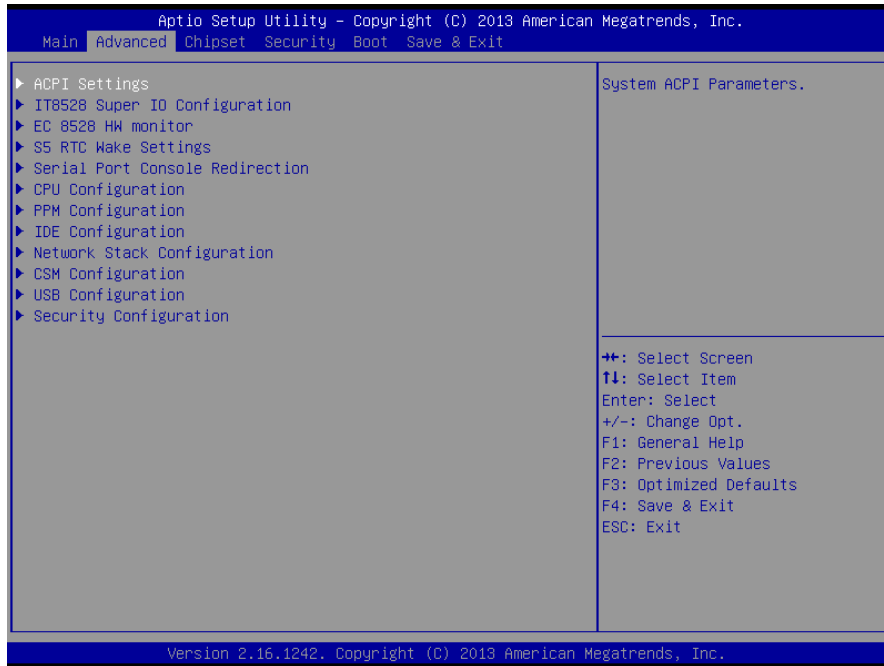 Aptio Setup Utility – Copyright (C) 2013 American Megatrends, Inc.
Main Advanced Chipset Security Boot Save & Exit
ACPI Settings
IT8528 Super IO Configuration
EC 8528 HW monitor
S5 RTC Wake Settings
Serial Port Console Redirection
CPU Configuration
PPM Configuration
IDE Configuration
Network Stack Configuration
CSM Configuration
USB Configuration
Security Configuration
System ACPI Parameters.
→←: Select Screen
↑↓: Select Item
Enter: Select
+/-: Change Opt.
F1: General Help
F2: Previous Values
F3: Optimized Defaults
F4: Save & Exit
ESC: Exit
Version 2.16.1242. Copyright (C) 2013 American Megatrends, Inc.